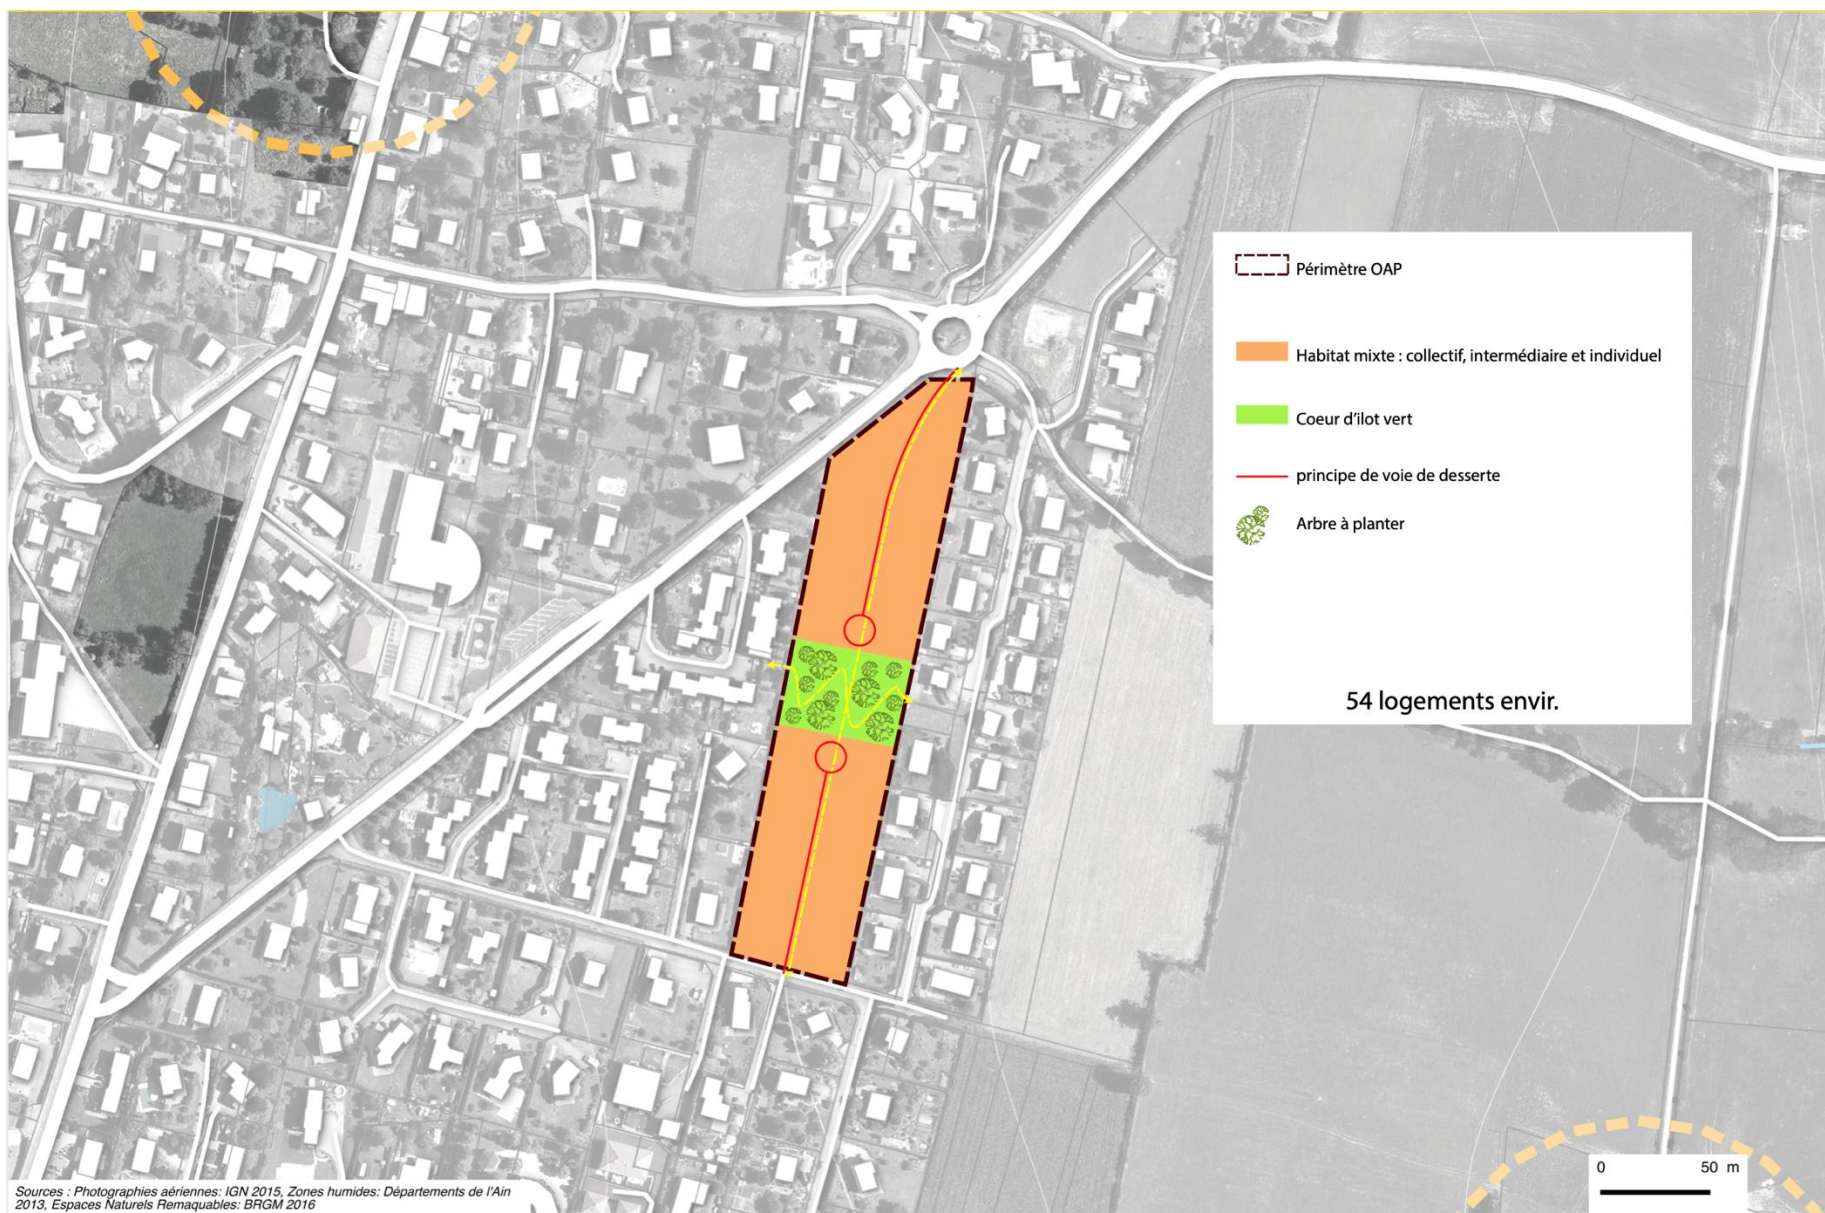 Périmètre OAP
Habitat mixte : collectif, intermédiaire et individuel
Coeur d'ilot vert
principe de voie de desserte
Arbre à planter
54 logements envir.
0 50 m
Sources : Photographies aériennes: IGN 2015, Zones humides: Départements de l'Ain
2013, Espaces Naturels Remaquables: BRGM 2016